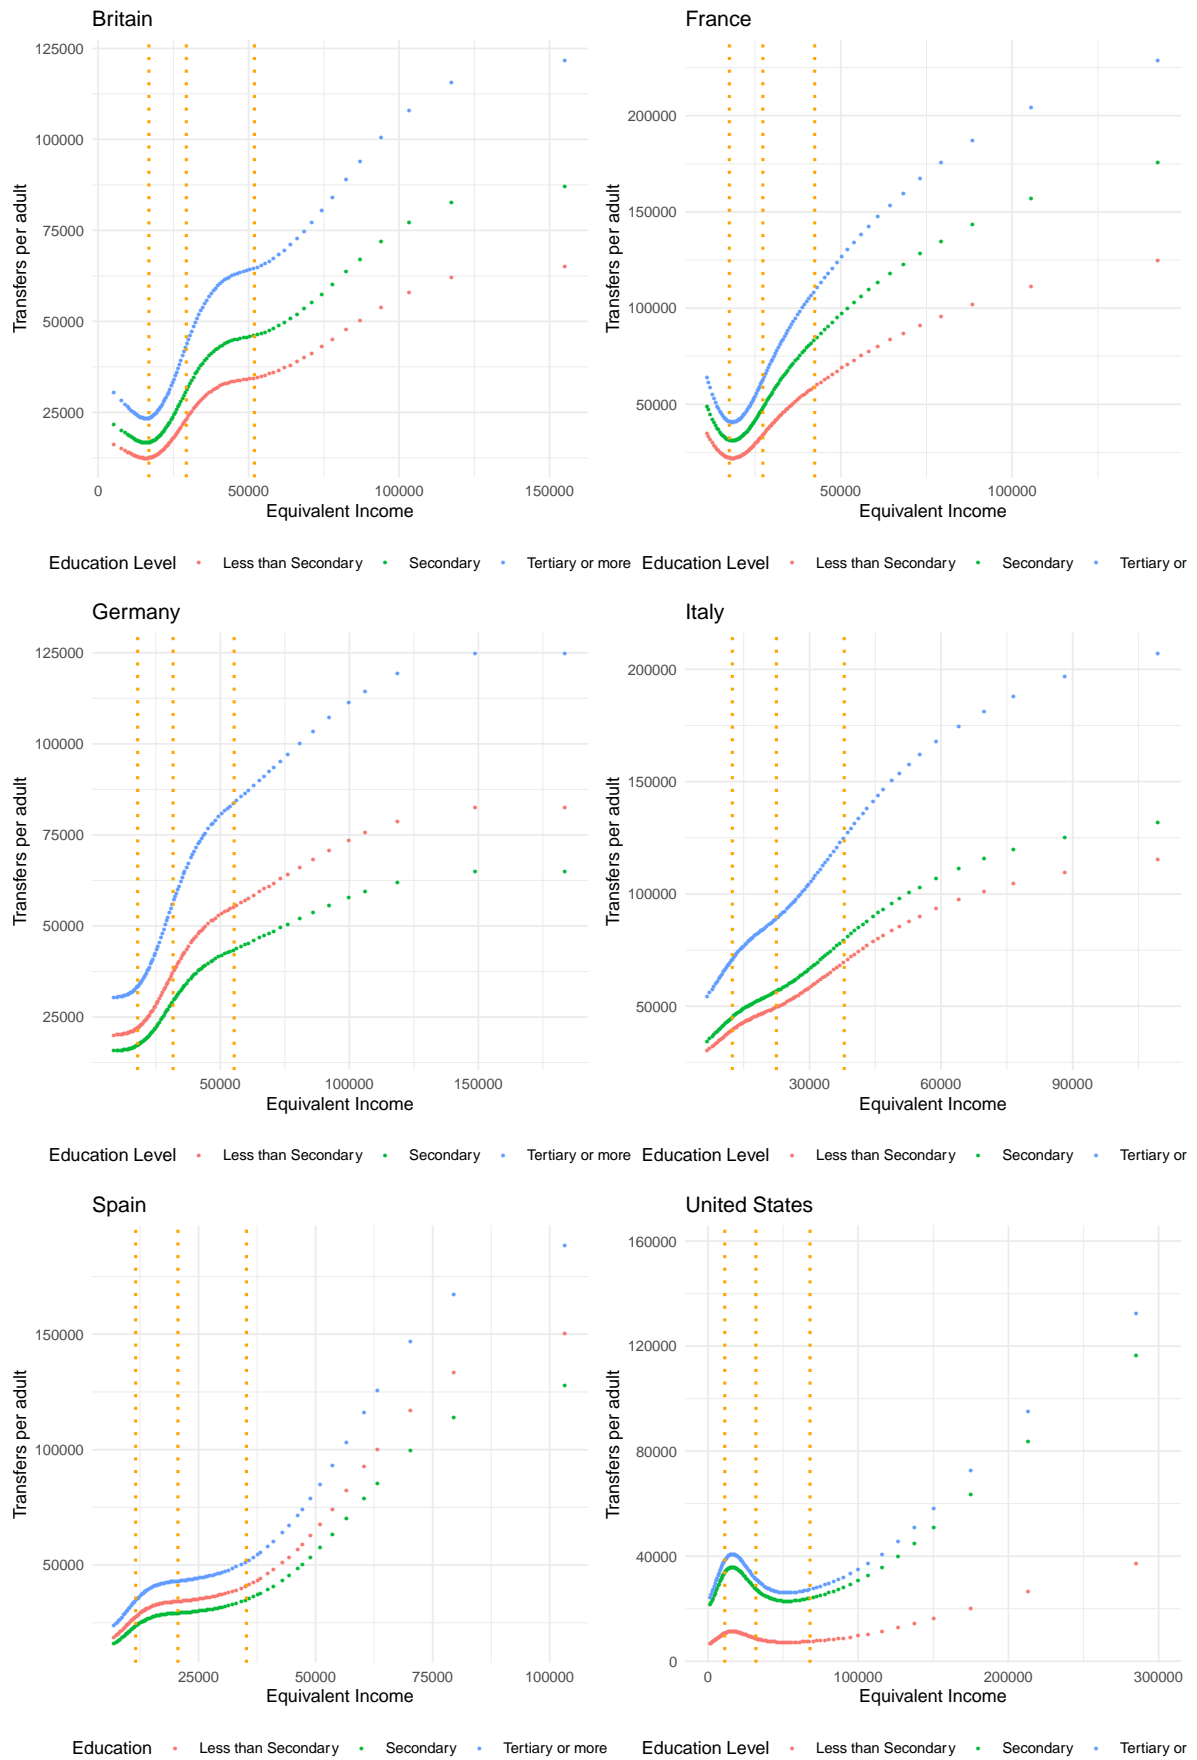 Britain
125000
100000
75000
50000
25000
Transfers per adult
0 50000 100000 150000
Equivalent Income
Education Level Less than Secondary Secondary Tertiary or more
France
200000
150000
100000
50000
Transfers per adult
50000 100000
Equivalent Income
Education Level Less than Secondary Secondary Tertiary or
Germany
125000
100000
75000
50000
25000
Transfers per adult
50000 100000 150000
Equivalent Income
Education Level Less than Secondary Secondary Tertiary or more
Italy
200000
150000
100000
50000
Transfers per adult
30000 60000 90000
Equivalent Income
Education Level Less than Secondary Secondary Tertiary or
Spain
150000
100000
50000
Transfers per adult
25000 50000 75000 100000
Equivalent Income
Education Less than Secondary Secondary Tertiary or more
United States
160000
120000
80000
40000
0
Transfers per adult
0 100000 200000 300000
Equivalent Income
Education Level Less than Secondary Secondary Tertiary or